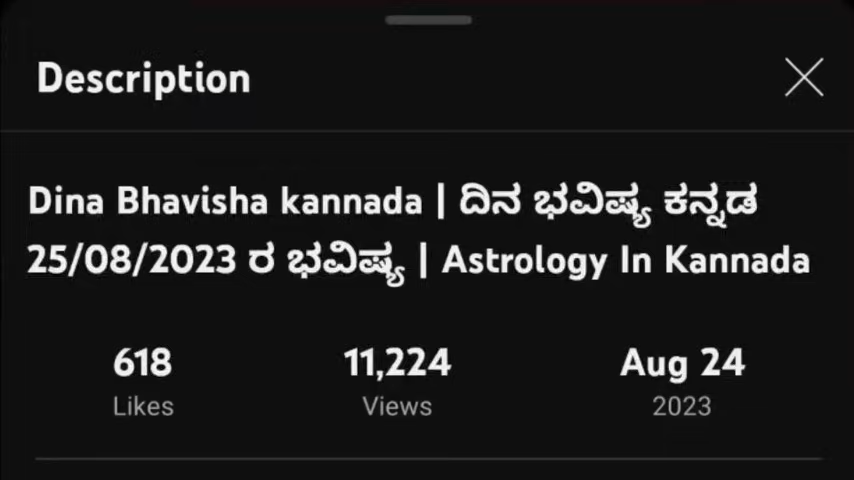 Description
Dina Bhavisha kannada | ದಿನ ಭವಿಷ್ಯ ಕನ್ನಡ
25/08/2023 ರ ಭವಿಷ್ಯ | Astrology In Kannada
618 11,224 Aug 24
Likes Views 2023